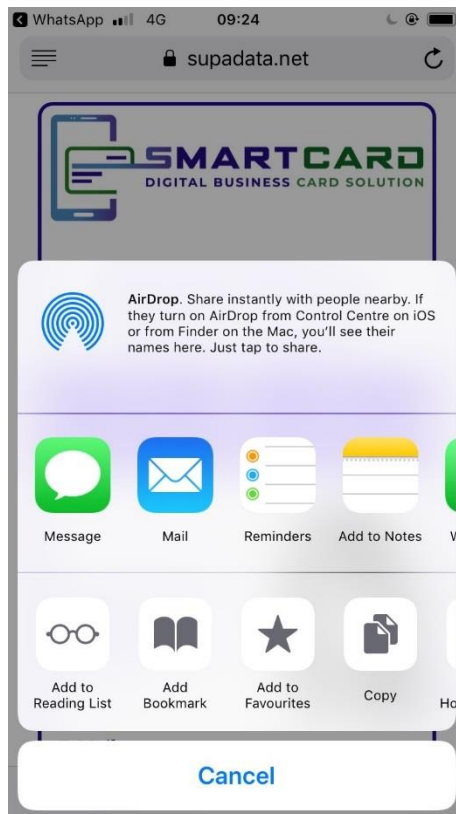 WhatsApp 4G 09:24
supadata.net
SMARTCARD
DIGITAL BUSINESS CARD SOLUTION
AirDrop. Share instantly with people nearby. If
they turn on AirDrop from Control Centre on iOS
or from Finder on the Mac, you'll see their
names here. Just tap to share.
Message Mail Reminders Add to Notes
Add to Reading List
Add Bookmark
Add to Favourites
Copy
Cancel